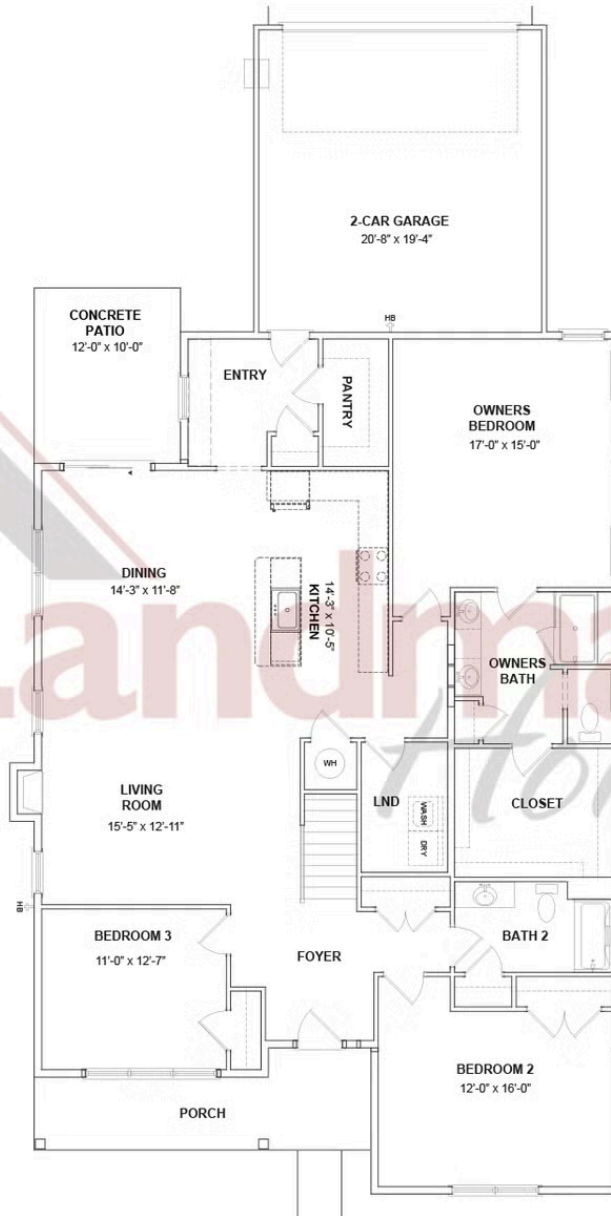 2-CAR GARAGE
20'-8" x 19'-4"
HB
CONCRETE
PATIO
12'-0" x 10'-0"
ENTRY
PANTRY
OWNERS
BEDROOM
17'-0" x 15'-0"
DINING
14'-3" x 11'-8"
KITCHEN
14'-3" x 10'-5"
OWNERS
BATH
Landma
Hor
LIVING
ROOM
15'-5" x 12'-11"
WH
LND
WASH
DRY
CLOSET
HB
BEDROOM 3
11'-0" x 12'-7"
FOYER
BATH 2
BEDROOM 2
12'-0" x 16'-0"
PORCH